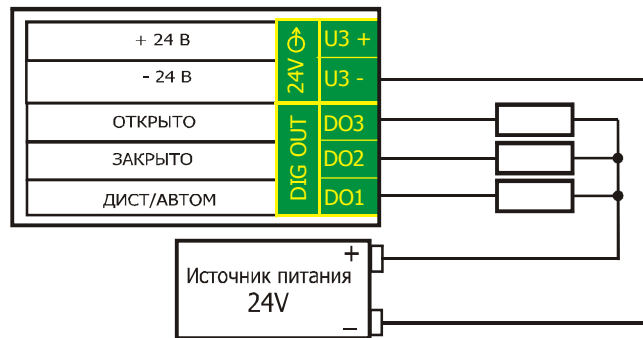 + 24 В
- 24 В
ОТКРЫТО
ЗАКРЫТО
ДИСТ/АВТОМ
24V
DIG OUT
U3 +
U3 -
DO3
DO2
DO1
Источник питания
24V
+
–